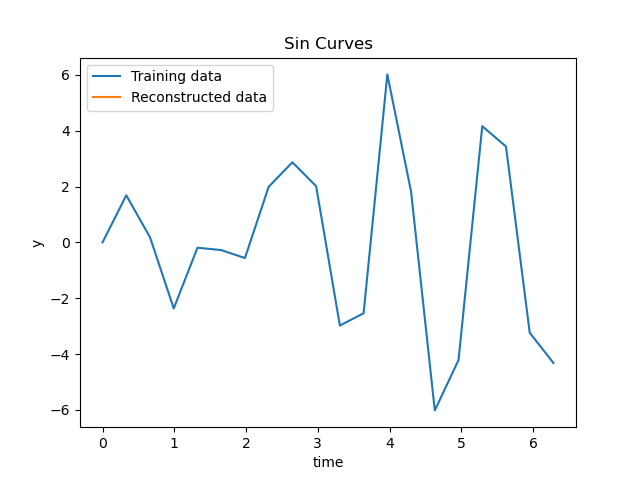 Sin Curves
Training data
Reconstructed data
6
4
2
0
−2
−4
−6
y
0 1 2 3 4 5 6
time